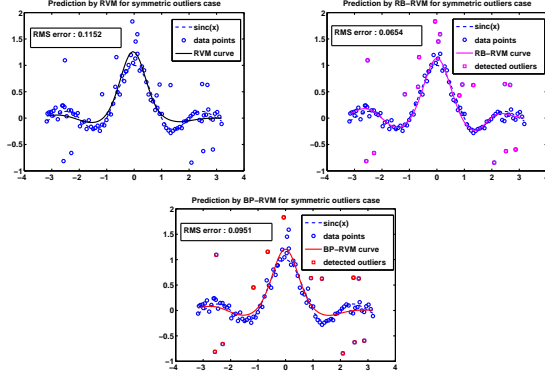 Prediction by RVM for symmetric outliers case
RMS error : 0.1152
sinc(x)
data points
RVM curve
2
1.5
1
0.5
0
−0.5
−1
−4 −3 −2 −1 0 1 2 3 4
Prediction by RB−RVM for symmetric outliers case
RMS error : 0.0654
sinc(x)
data points
RB−RVM curve
detected outliers
2
1.5
1
0.5
0
−0.5
−1
−4 −3 −2 −1 0 1 2 3 4
Prediction by BP−RVM for symmetric outliers case
RMS error : 0.0951
sinc(x)
data points
BP−RVM curve
detected outliers
2
1.5
1
0.5
0
−0.5
−1
−4 −3 −2 −1 0 1 2 3 4